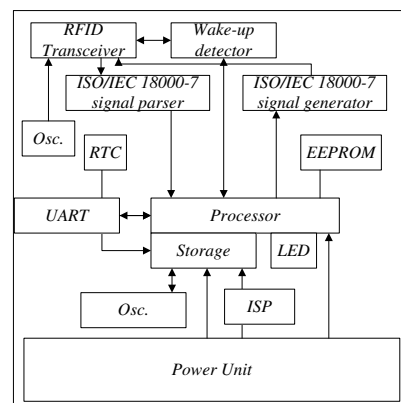 RFID
Transceiver
Wake-up
detector
ISO/IEC 18000-7
signal parser
ISO/IEC 18000-7
signal generator
Osc.
RTC
EEPROM
UART
Processor
Storage
LED
Osc.
ISP
Power Unit